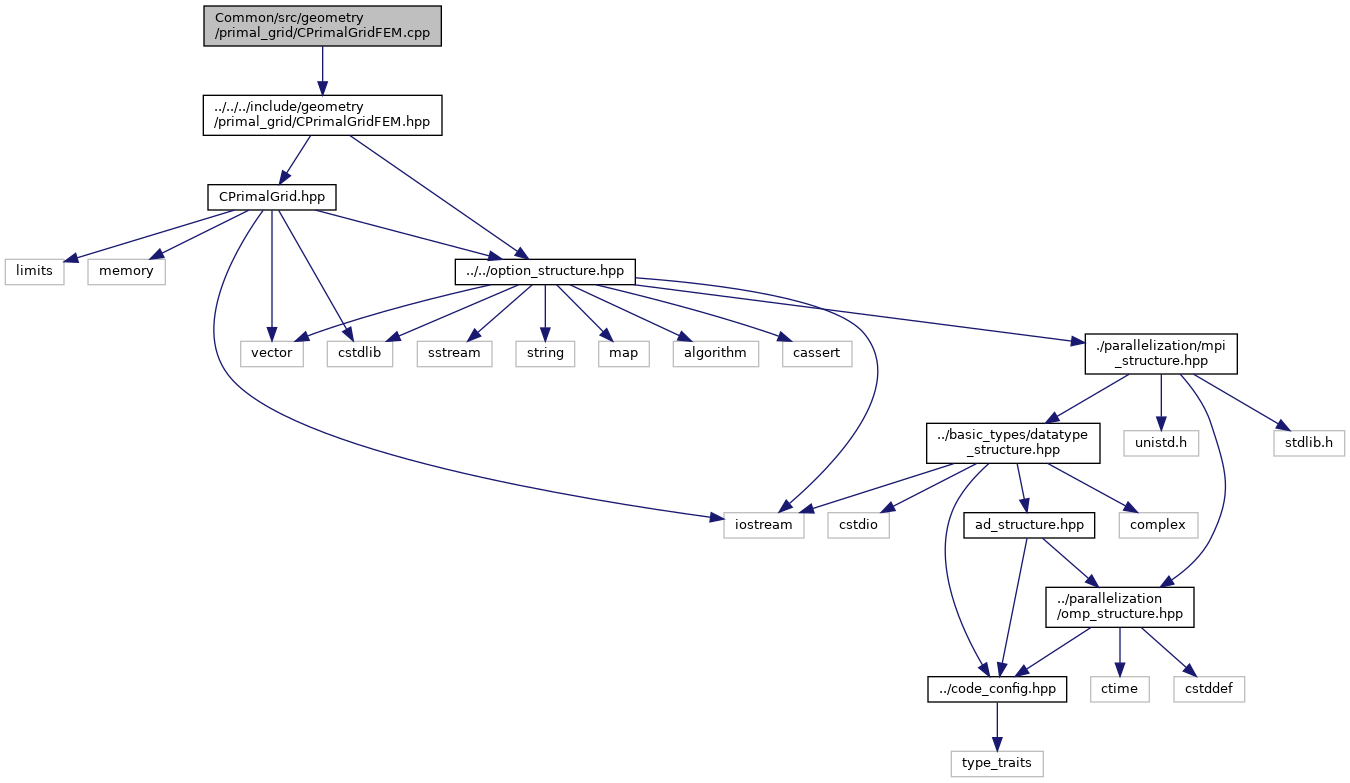 Common/src/geometry
/primal_grid/CPrimalGridFEM.cpp
../../../include/geometry
/primal_grid/CPrimalGridFEM.hpp
CPrimalGrid.hpp
limits
memory
../../option_structure.hpp
vector
cstdlib
sstream
string
map
algorithm
cassert
./parallelization/mpi
_structure.hpp
../basic_types/datatype
_structure.hpp
unistd.h
stdlib.h
iostream
cstdio
ad_structure.hpp
complex
../parallelization
/omp_structure.hpp
../code_config.hpp
ctime
cstddef
type_traits